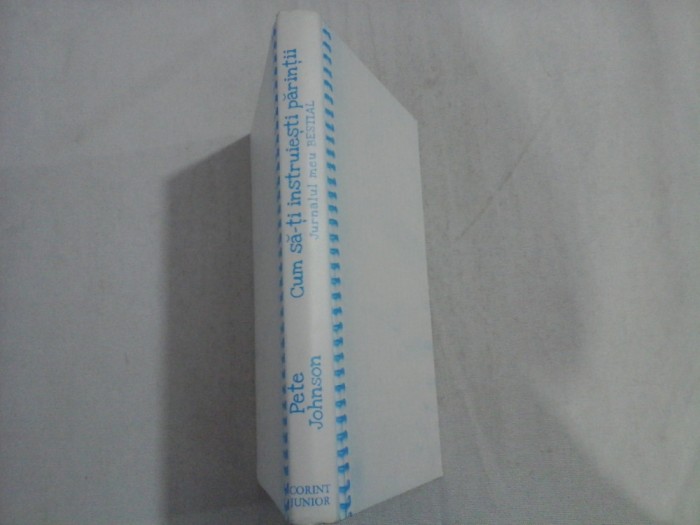 Pete
Johnson
Cum să-ți instruiești părinții
Jurnalul meu BESTIAL
CORINT
JUNIOR